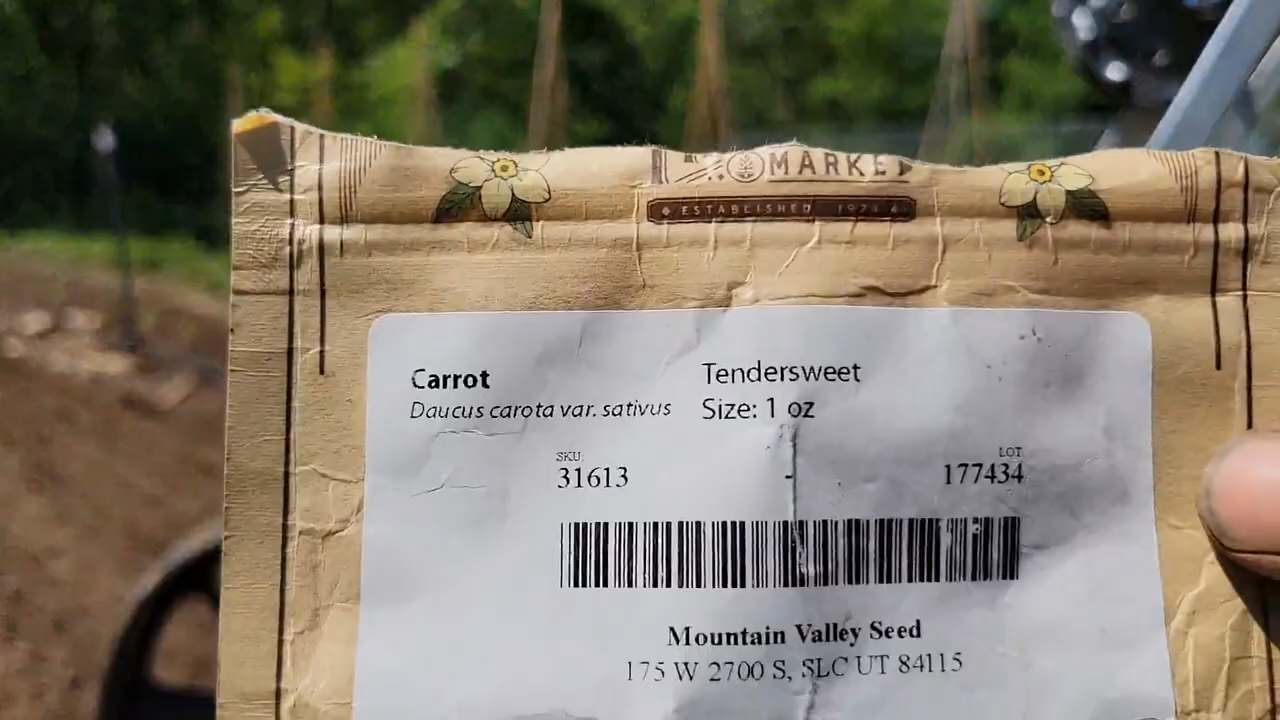 MARKE
ESTABLISHED 1974
Carrot
Tendersweet
Daucus carota var. sativus
Size: 1 oz
SKU:
LOT
31613
-
177434
Mountain Valley Seed
175 W 2700 S, SLC UT 84115